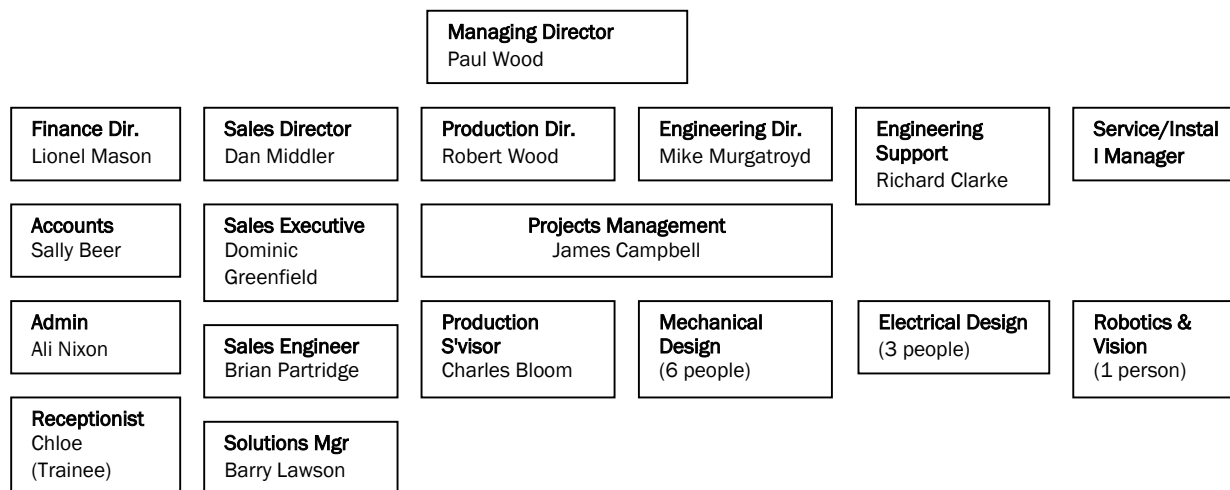 Managing Director
Paul Wood
Finance Dir.
Lionel Mason
Sales Director
Dan Middler
Production Dir.
Robert Wood
Engineering Dir.
Mike Murgatroyd
Engineering
Support
Richard Clarke
Service/Instal
l Manager
Accounts
Sally Beer
Sales Executive
Dominic
Greenfield
Projects Management
James Campbell
Admin
Ali Nixon
Sales Engineer
Brian Partridge
Production
S'visor
Charles Bloom
Mechanical
Design
(6 people)
Electrical Design
(3 people)
Robotics &
Vision
(1 person)
Receptionist
Chloe
(Trainee)
Solutions Mgr
Barry Lawson